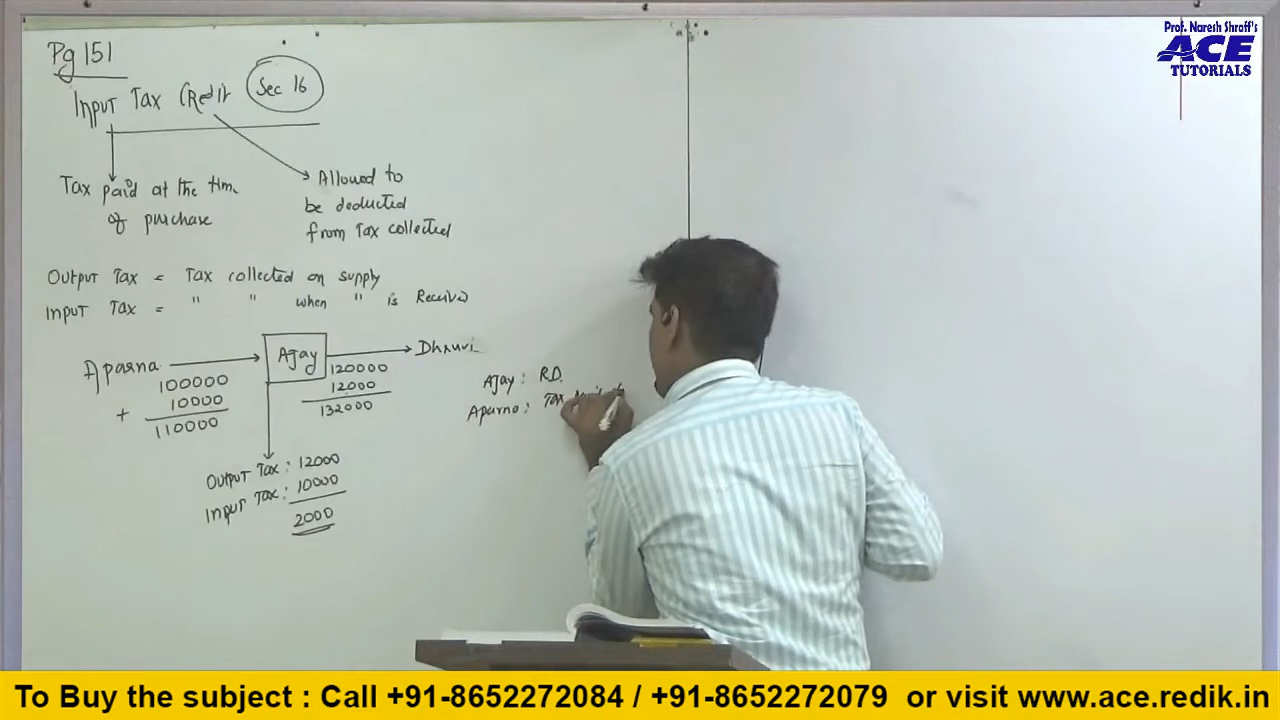 Pg 151
Input Tax Credit Sec 16
Tax paid at the time
of purchase
Allowed to
be deducted
from Tax collected
Output Tax = Tax collected on supply
Input Tax = " " when " is Received
Aparna
100000
+ 10000
110000
Ajay
120000
12000
132000
Dhruvi
Output Tax : 12000
Input Tax : 10000
2000
Ajay : R.D.
Aparna : Tax
Prof. Naresh Shroff's
ACE
TUTORIALS
To Buy the subject : Call +91-8652272084 / +91-8652272079 or visit www.ace.redik.in